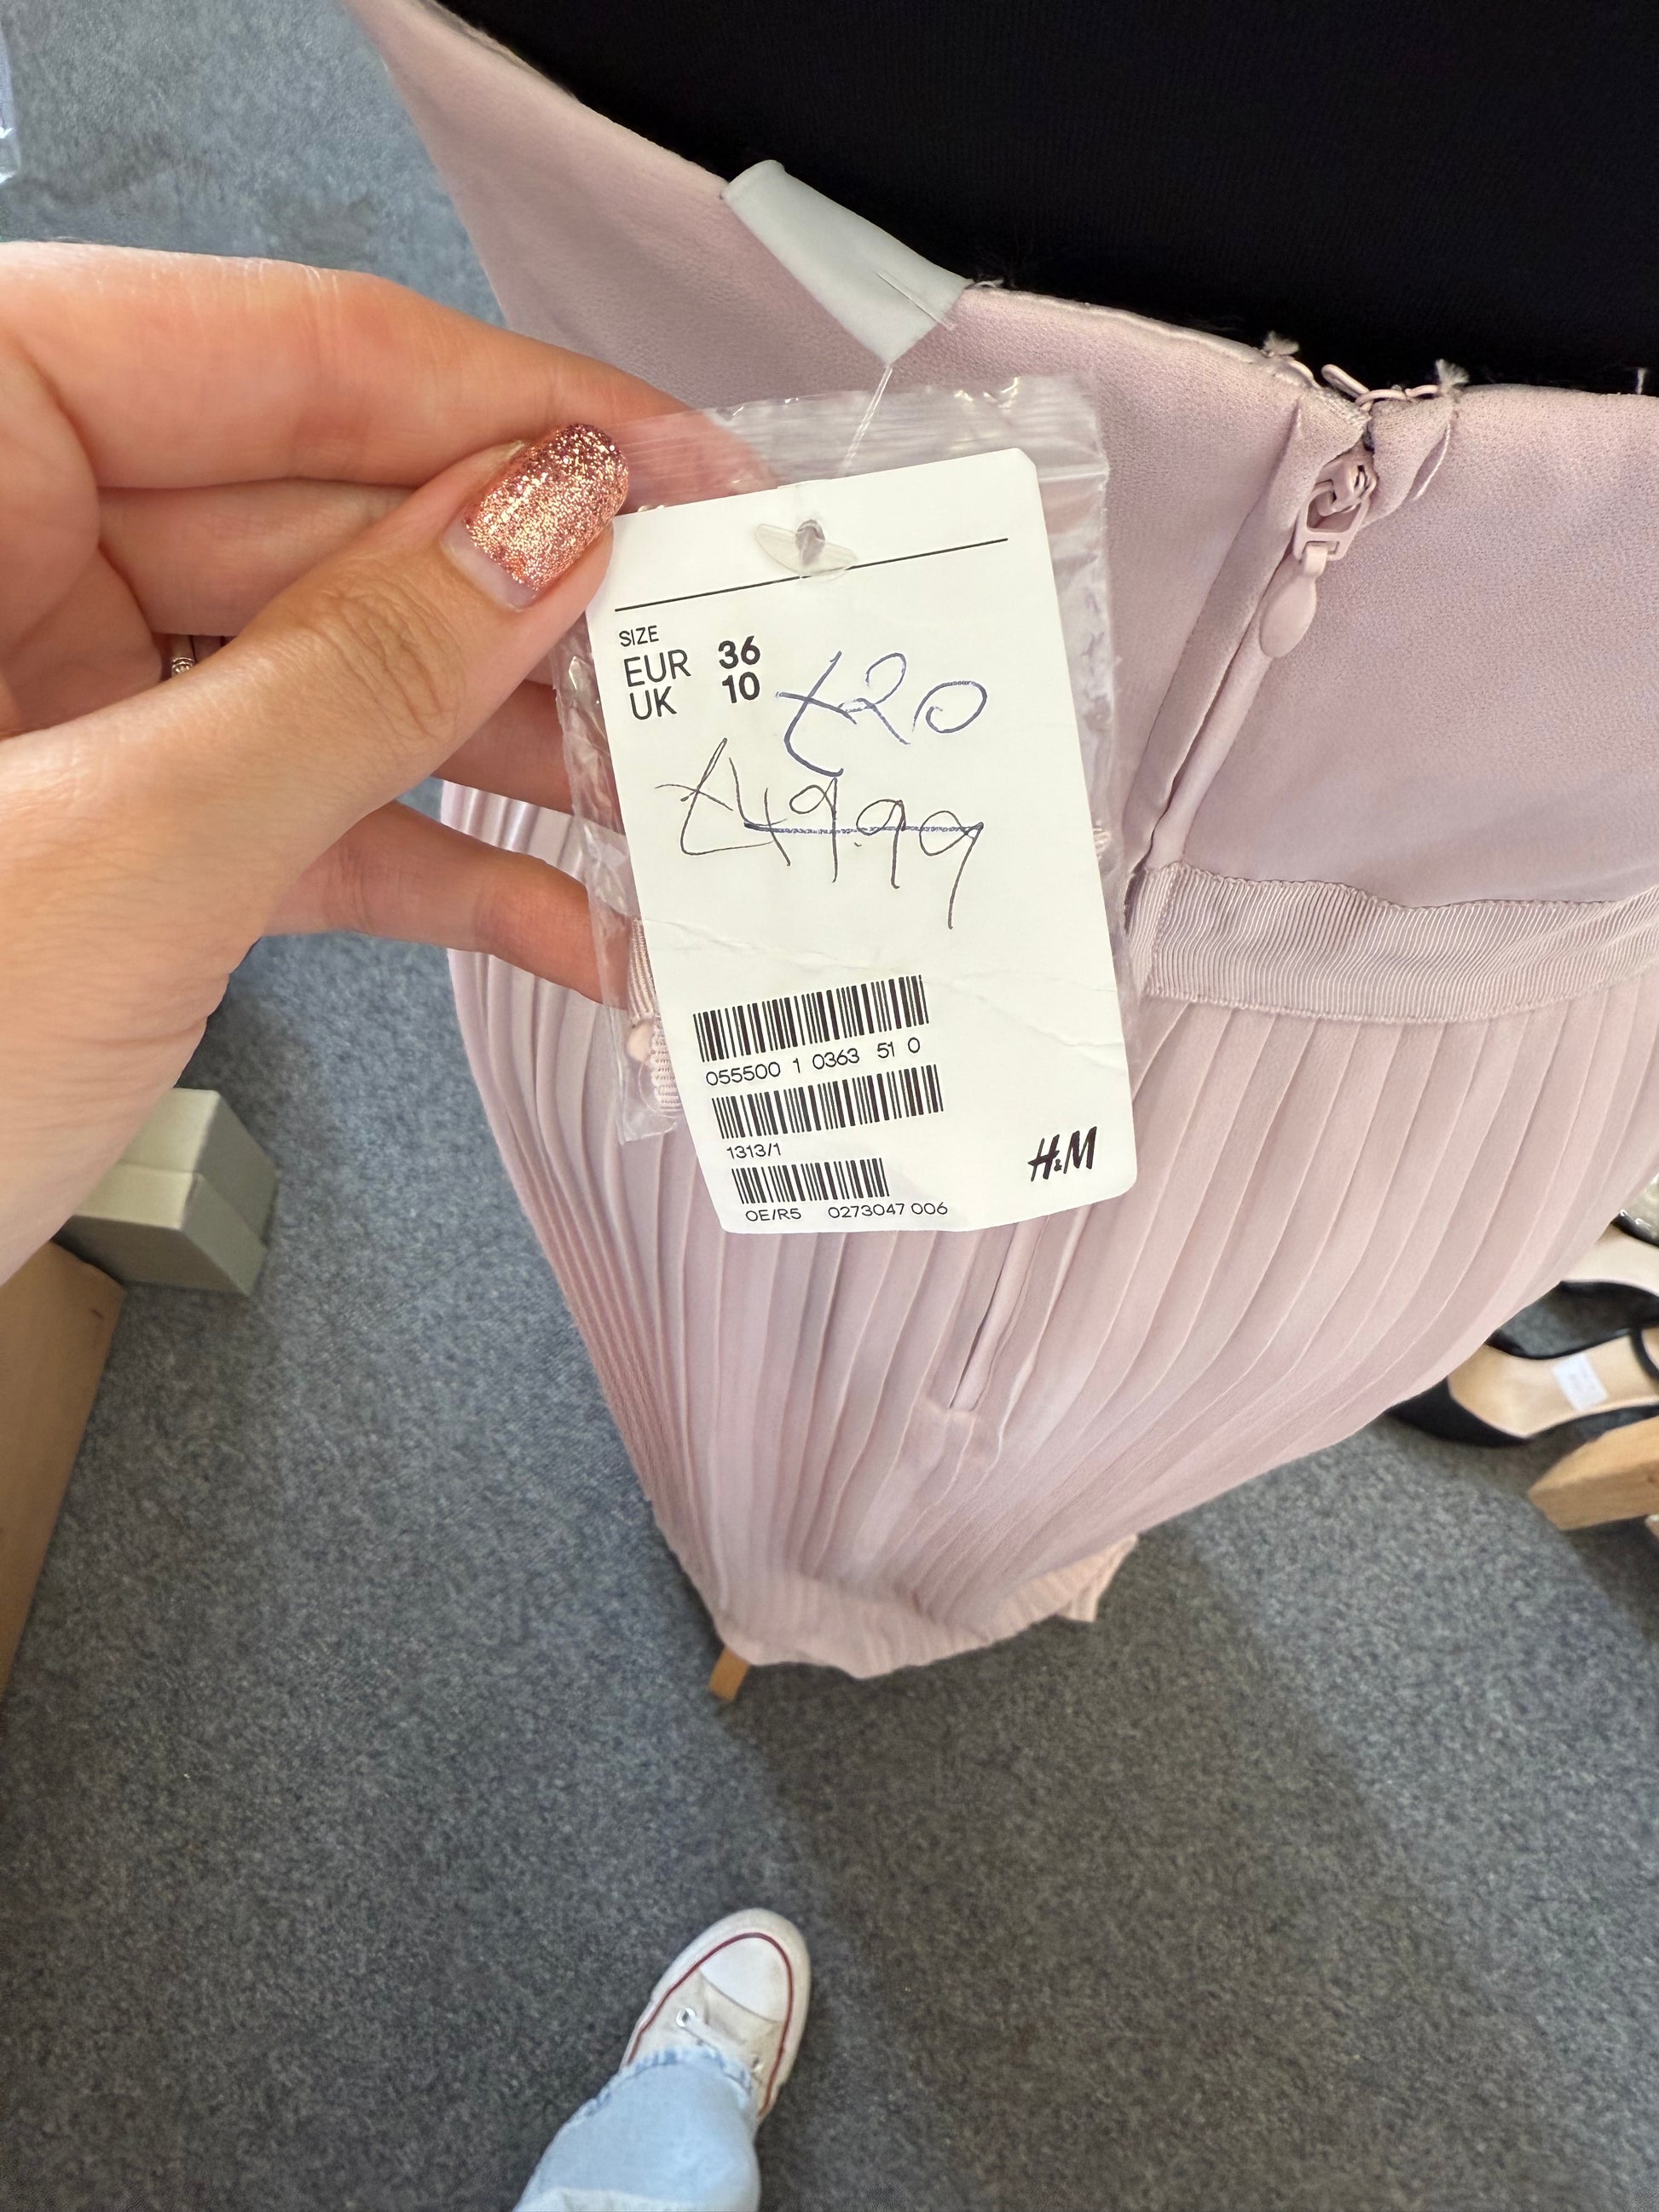 SIZE
EUR 36
UK 10
£20
£49.99
055500 1 0363 51 0
1313/1
OE/R5 0273047 006
H&M